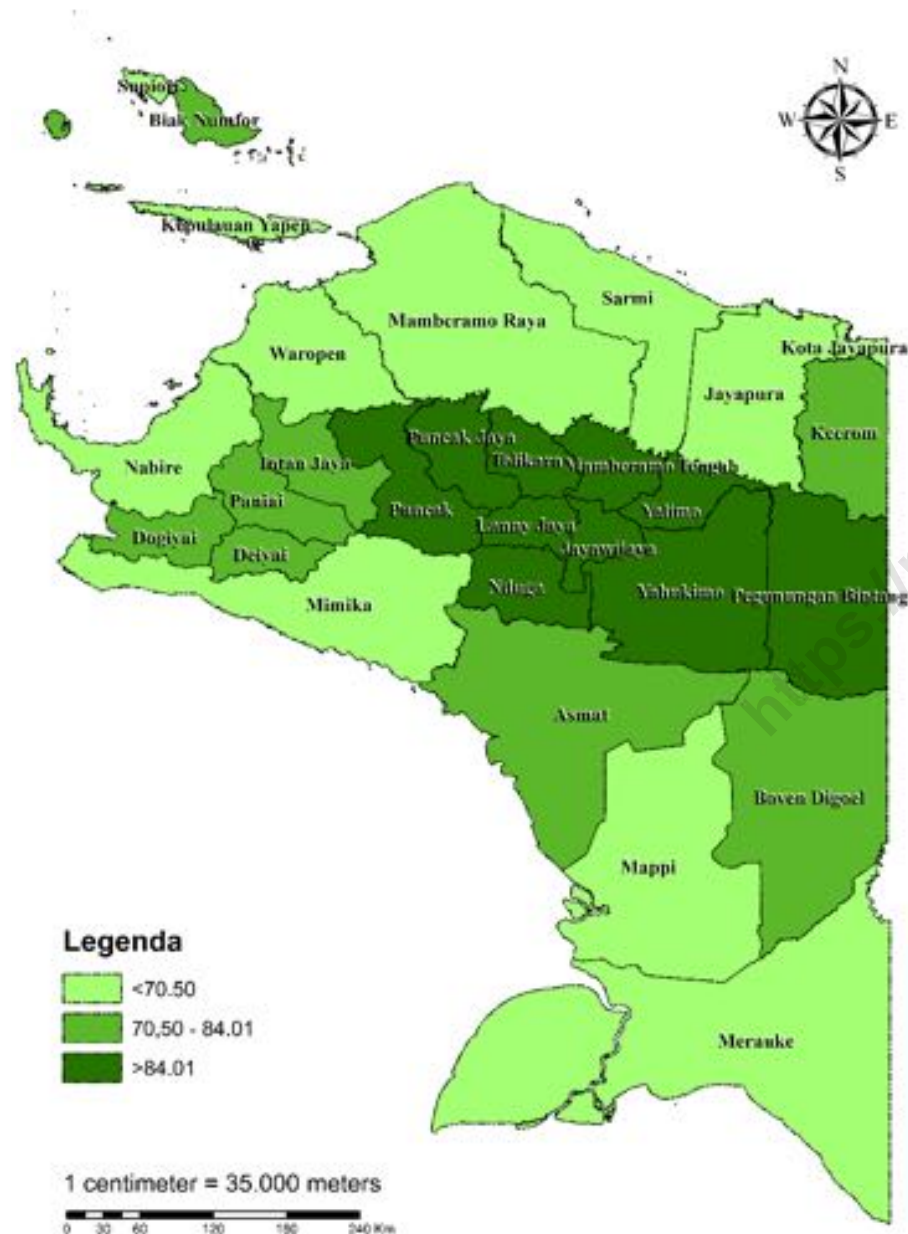 N
W E
S
Supiori
Biak Numfor
Kepulauan Yapen
Sarmi
Mamberamo Raya
Kota Jayapura
Waropen
Jayapura
Keerom
Puncak Jaya
Tolikara
Mamberamo Tengah
Intan Jaya
Nabire
Paniai
Puncak
Yalimo
Lanny Jaya
Dogiyai
Jayawijaya
Deiyai
Nduga
Yahukimo
Pegunungan Bintang
Mimika
Asmat
Boven Digoel
Mappi
Merauke
https://
Legenda
<70.50
70,50 - 84.01
>84.01
1 centimeter = 35.000 meters
0 30 60 120 180 240 Km